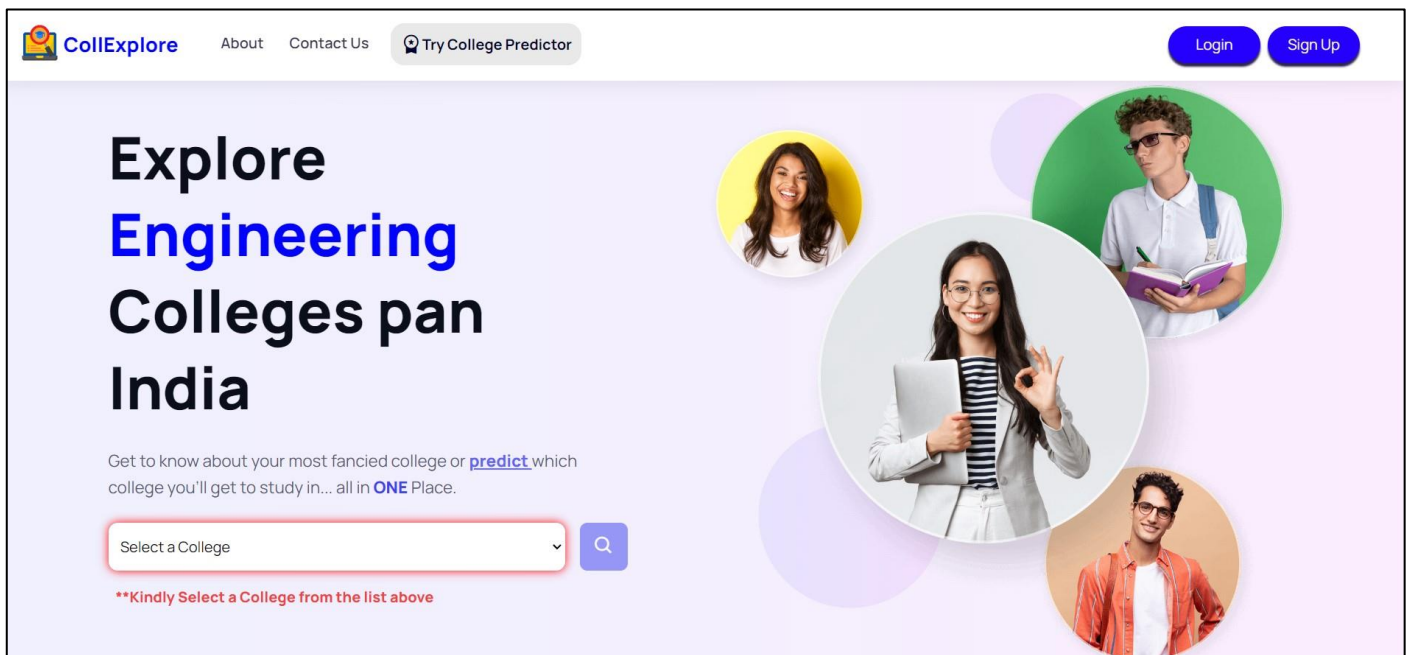 CollExplore About Contact Us Try College Predictor Login Sign Up
Explore
Engineering
Colleges pan
India
Get to know about your most fancied college or predict which
college you'll get to study in... all in ONE Place.
Select a College
**Kindly Select a College from the list above